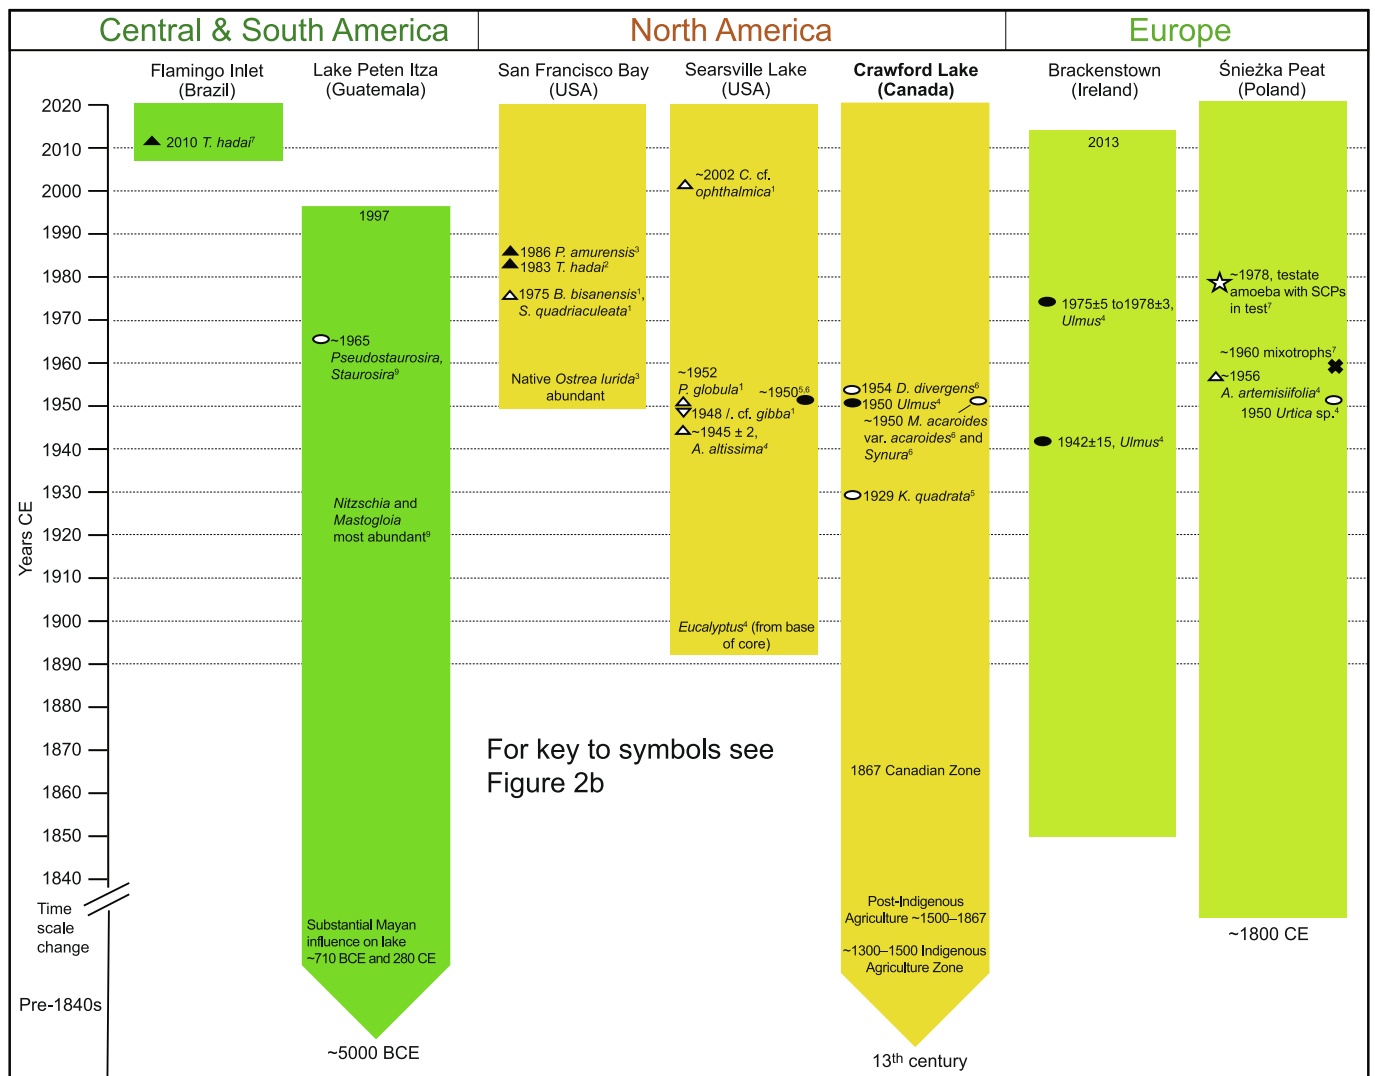 Central & South America
North America
Europe
Flamingo Inlet
(Brazil)
Lake Peten Itza
(Guatemala)
San Francisco Bay
(USA)
Searsville Lake
(USA)
Crawford Lake
(Canada)
Brackenstown
(Ireland)
Śnieżka Peat
(Poland)
Years CE
2020
2010
2000
1990
1980
1970
1960
1950
1940
1930
1920
1910
1900
1890
1880
1870
1860
1850
1840
Time
scale
change
Pre-1840s
2010 T. hadai⁷
1997
~1965
Pseudostaurosira,
Staurosira⁹
Nitzschia and
Mastogloia
most abundant⁹
Substantial Mayan
influence on lake
~710 BCE and 280 CE
~5000 BCE
1986 P. amurensis³
1983 T. hadai²
1975 B. bisanensis¹,
S. quadriaculeata¹
Native Ostrea lurida³
abundant
~2002 C. cf.
ophthalmica¹
~1952
P. globula¹
~1950⁵,⁶
1948 I. cf. gibba¹
~1945 ± 2,
A. altissima⁴
Eucalyptus⁴ (from base
of core)
For key to symbols see
Figure 2b
1954 D. divergens⁶
1950 Ulmus⁴
~1950 M. acaroides
var. acaroides⁶ and
Synura⁶
1929 K. quadrata⁵
1867 Canadian Zone
Post-Indigenous
Agriculture ~1500–1867
~1300–1500 Indigenous
Agriculture Zone
13th century
2013
1975±5 to1978±3,
Ulmus⁴
1942±15, Ulmus⁴
~1978, testate
amoeba with SCPs
in test⁷
~1960 mixotrophs⁷
~1956
A. artemisiifolia⁴
1950 Urtica sp.⁴
~1800 CE